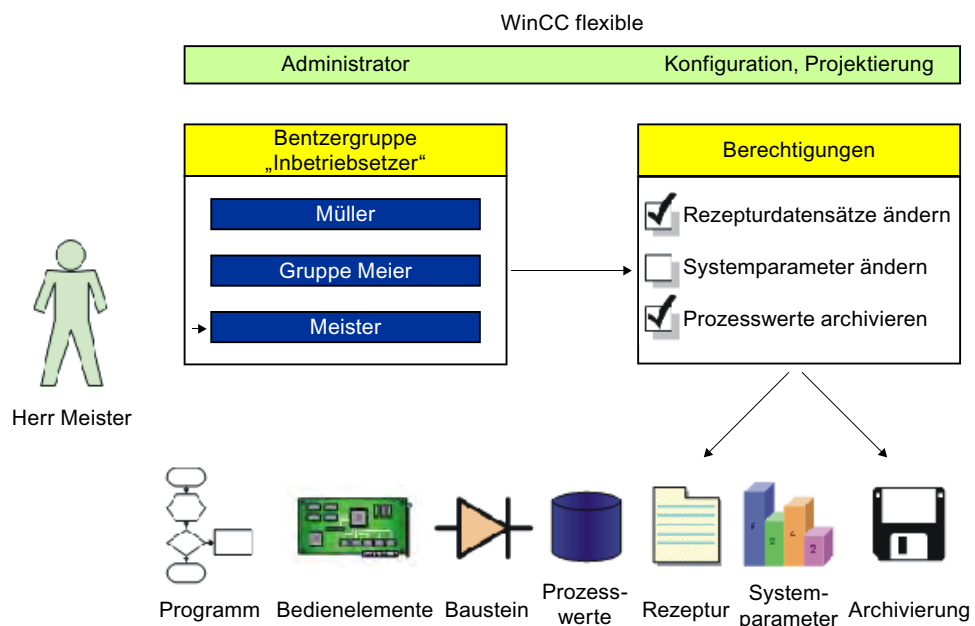 WinCC flexible
Administrator
Konfiguration, Projektierung
Bentzergruppe
„Inbetriebsetzer“
Müller
Gruppe Meier
Meister
Berechtigungen
Rezepturdatensätze ändern
Systemparameter ändern
Prozesswerte archivieren
Herr Meister
Programm
Bedienelemente
Baustein
Prozess-
werte
Rezeptur
System-
parameter
Archivierung